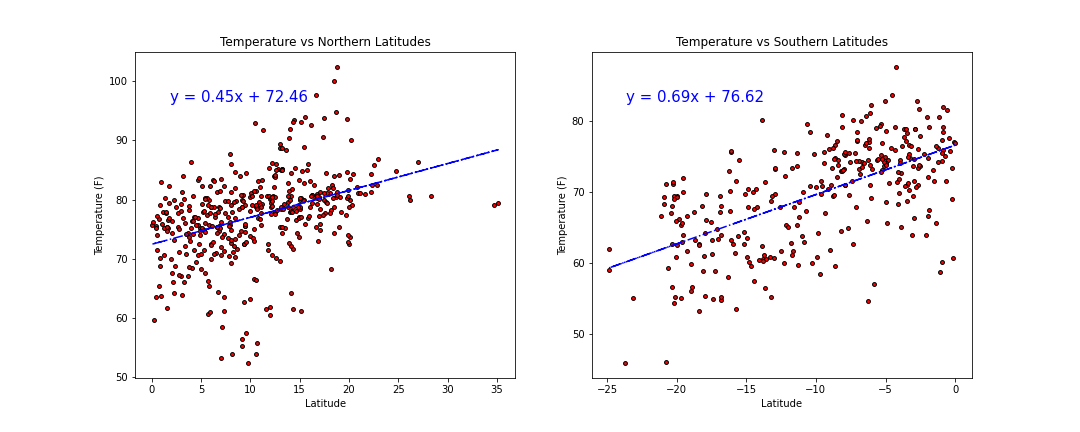 Temperature vs Northern Latitudes
y = 0.45x + 72.46
Temperature (F)
100
90
80
70
60
50
0 5 10 15 20 25 30 35
Latitude
Temperature vs Southern Latitudes
y = 0.69x + 76.62
Temperature (F)
80
70
60
50
−25 −20 −15 −10 −5 0
Latitude